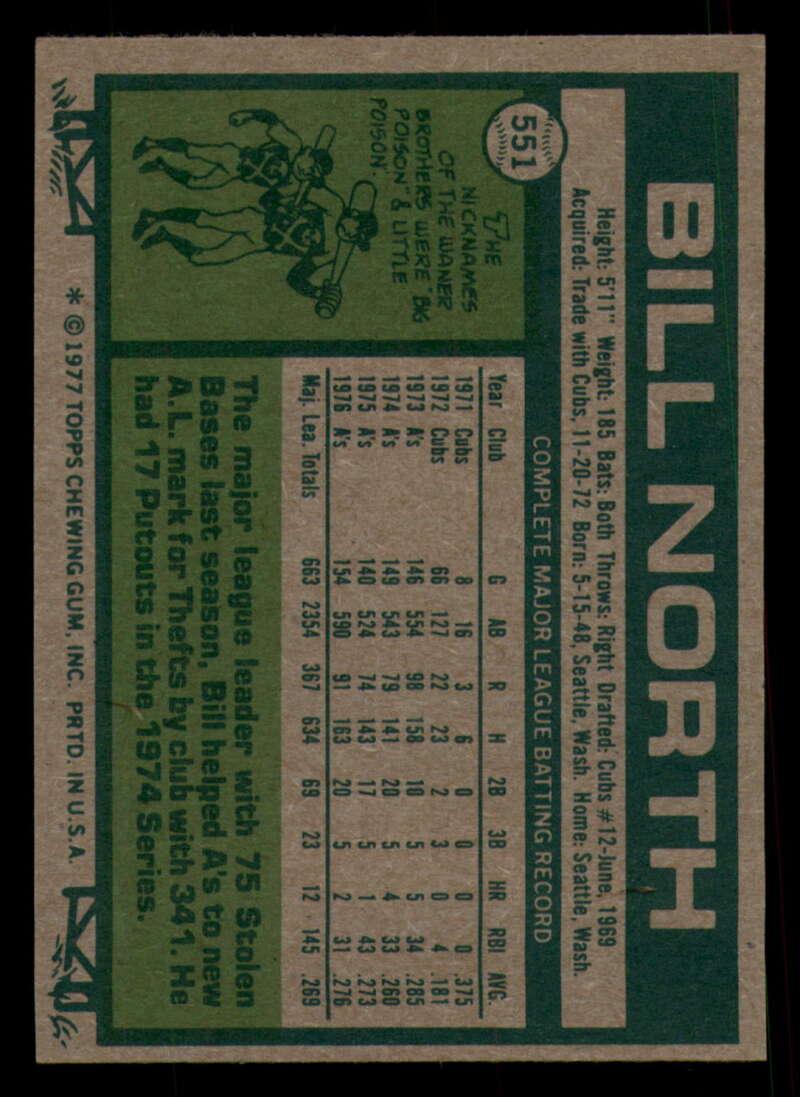 551
BILL NORTH
Height: 5'11" Weight: 185 Bats: Both Throws: Right Drafted: Cubs #12-June, 1969
Acquired: Trade with Cubs, 11-20-72 Born: 5-15-48, Seattle, Wash. Home: Seattle, Wash.
COMPLETE MAJOR LEAGUE BATTING RECORD
Year Club G AB R H 2B 3B HR RBI AVG.
1971 Cubs 8 16 3 6 0 0 0 0 .375
1972 Cubs 66 127 22 23 2 3 0 4 .181
1973 A's 146 554 98 158 10 5 5 34 .285
1974 A's 149 543 79 141 20 5 4 33 .260
1975 A's 140 524 74 143 17 5 1 43 .273
1976 A's 154 590 91 163 20 5 2 31 .276
Maj. Lea. Totals 663 2354 367 634 69 23 12 145 .269
THE
NICKNAMES
OF THE WANER
BROTHERS WERE "BIG
POISON" & LITTLE
POISON".
The major league leader with 75 Stolen
Bases last season, Bill helped A's to new
A.L. mark for Thefts by club with 341. He
had 17 Putouts in the 1974 Series.
* © 1977 TOPPS CHEWING GUM, INC. PRTD. IN U.S.A.